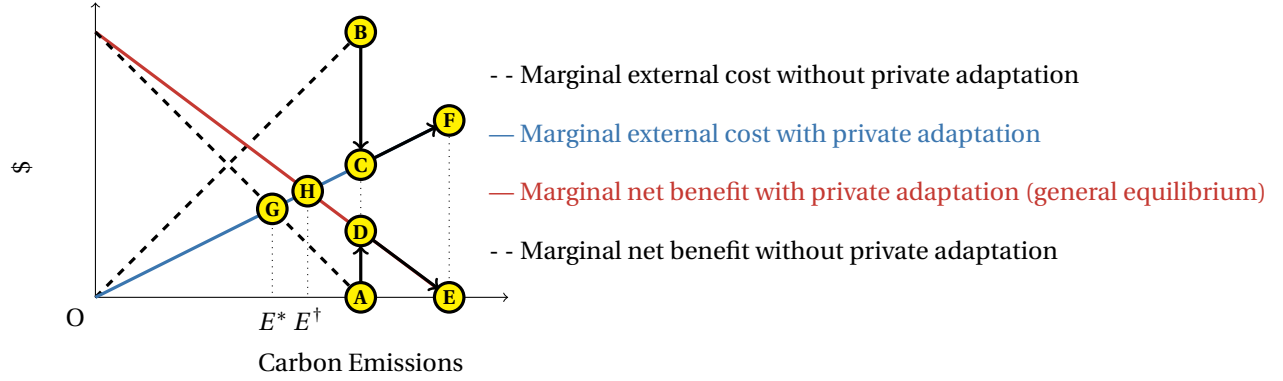 B
- - Marginal external cost without private adaptation
F
— Marginal external cost with private adaptation
$
C
H
— Marginal net benefit with private adaptation (general equilibrium)
G
D
- - Marginal net benefit without private adaptation
A
E
O
E* E†
Carbon Emissions